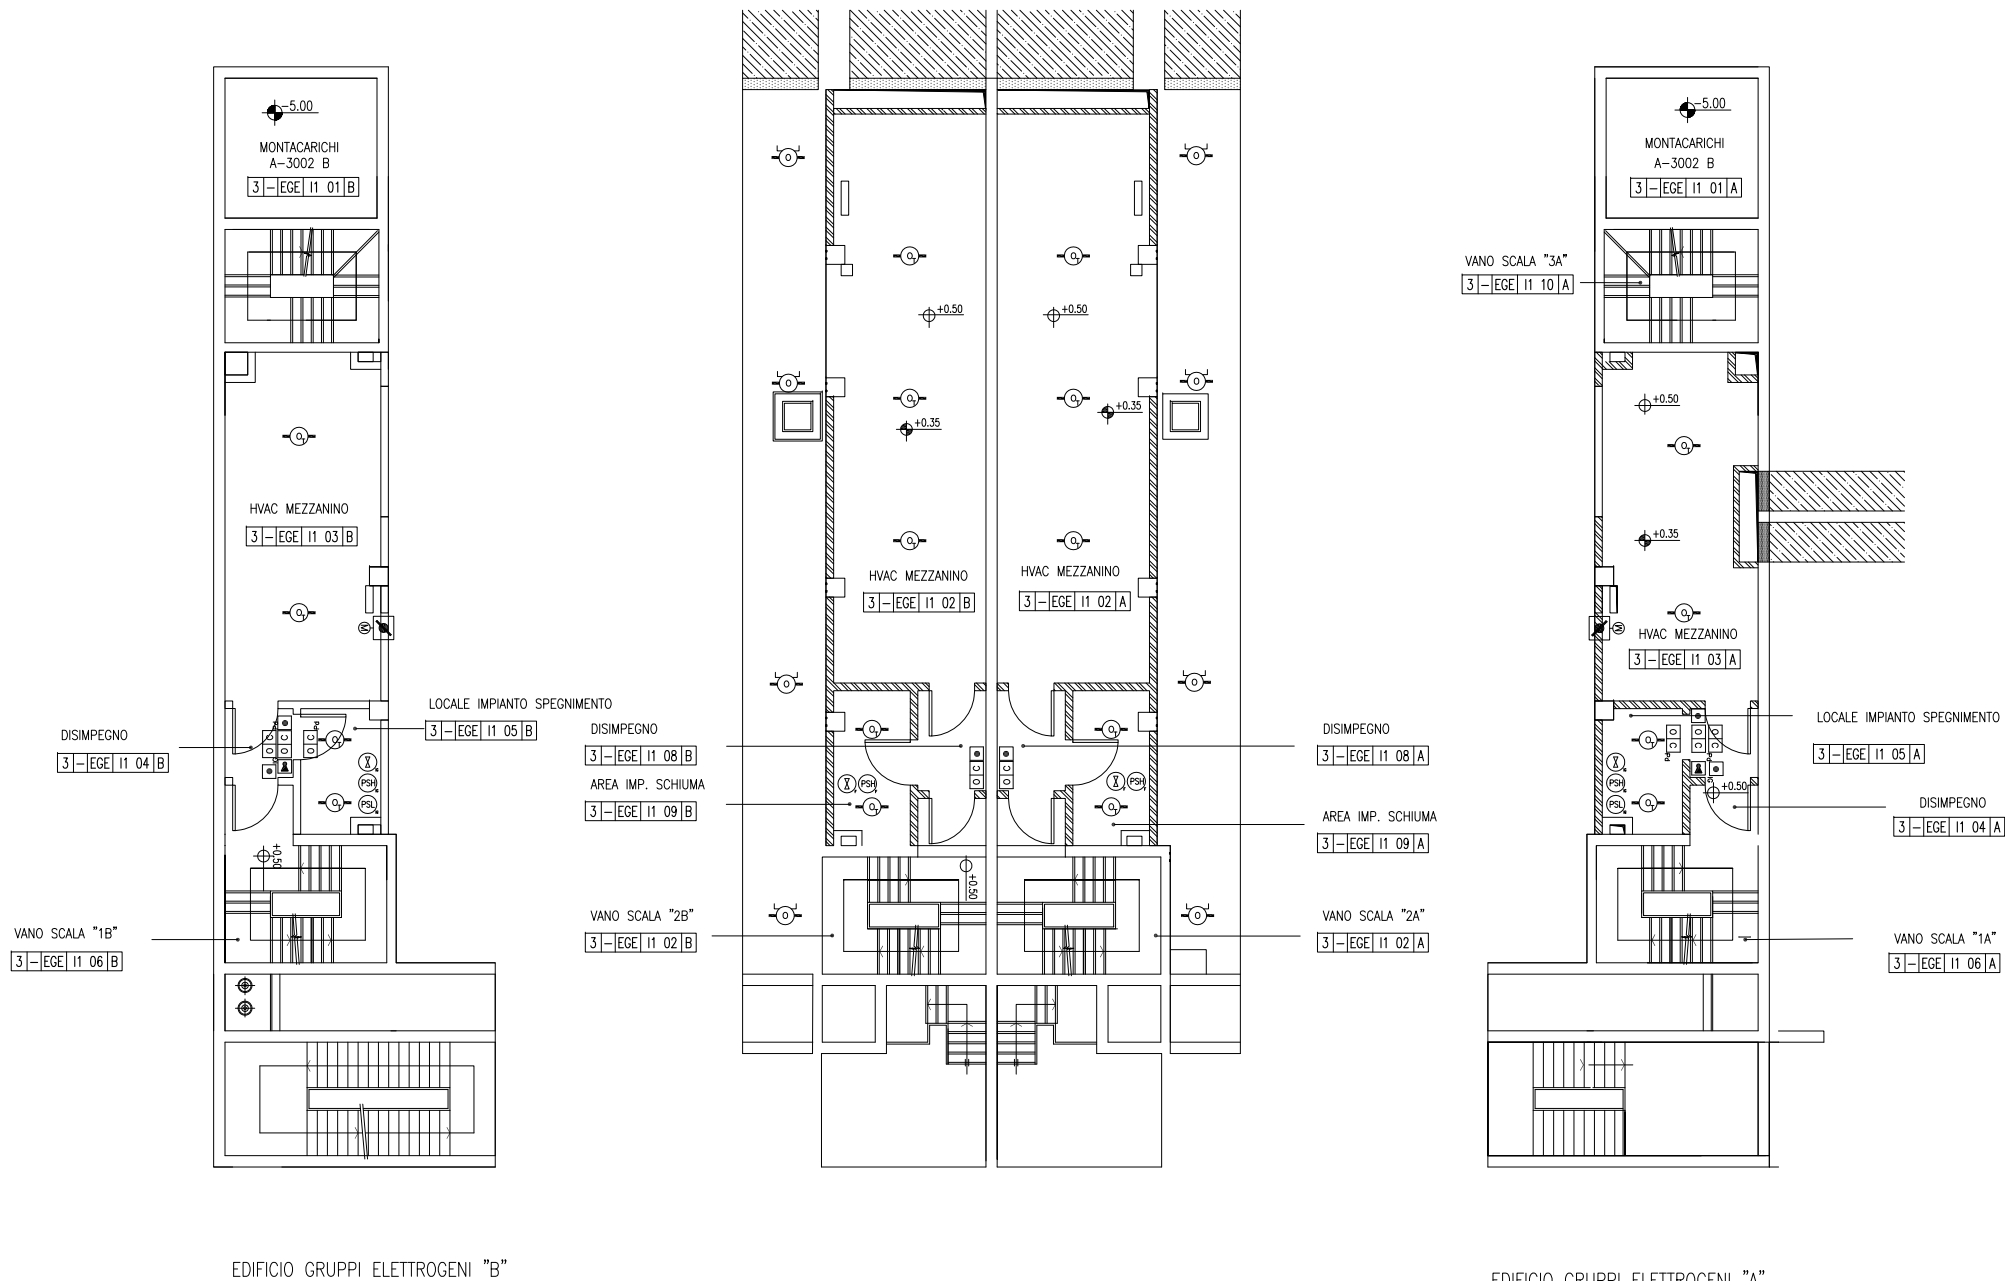 -5.00
MONTACARICHI
A-3002 B
3 - EGE I1 01 B
HVAC MEZZANINO
3 - EGE I1 03 B
M
LOCALE IMPIANTO SPEGNIMENTO
3 - EGE I1 05 B
DISIMPEGNO
3 - EGE I1 04 B
PSH
PSL
+0.50
VANO SCALA "1B"
3 - EGE I1 06 B
EDIFICIO GRUPPI ELETTROGENI "B"
+0.50
+0.50
+0.35
+0.35
HVAC MEZZANINO
3 - EGE I1 02 B
HVAC MEZZANINO
3 - EGE I1 02 A
DISIMPEGNO
3 - EGE I1 08 B
AREA IMP. SCHIUMA
3 - EGE I1 09 B
PSH
PSH
DISIMPEGNO
3 - EGE I1 08 A
AREA IMP. SCHIUMA
3 - EGE I1 09 A
+0.50
VANO SCALA "2B"
3 - EGE I1 02 B
VANO SCALA "2A"
3 - EGE I1 02 A
-5.00
MONTACARICHI
A-3002 B
3 - EGE I1 01 A
VANO SCALA "3A"
3 - EGE I1 10 A
+0.50
+0.35
M
HVAC MEZZANINO
3 - EGE I1 03 A
LOCALE IMPIANTO SPEGNIMENTO
3 - EGE I1 05 A
PSH
PSL
+0.50
DISIMPEGNO
3 - EGE I1 04 A
VANO SCALA "1A"
3 - EGE I1 06 A
EDIFICIO GRUPPI ELETTROGENI "A"